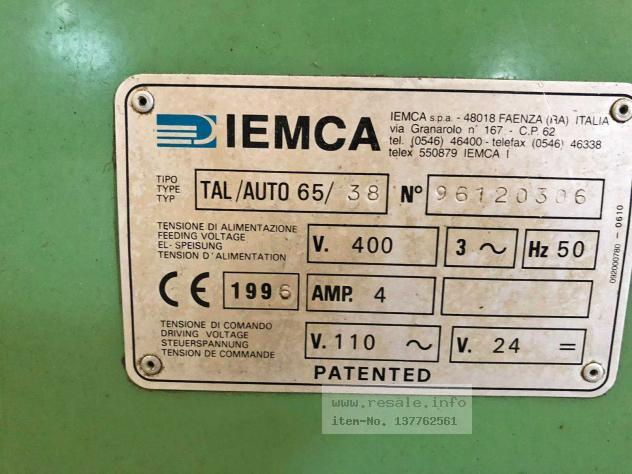 IEMCA
IEMCA s.p.a. - 48018 FAENZA (RA) ITALIA
via Granarolo n° 167 - C.P. 62
tel. (0546) 46400 - telefax (0546) 46338
telex 550879 IEMCA I
TIPO
TYPE
TYP
TAL/AUTO 65/ 38
N° 96120306
TENSIONE DI ALIMENTAZIONE
FEEDING VOLTAGE
EL- SPEISUNG
TENSION D'ALIMENTATION
V. 400
3 ~
Hz 50
CE
1996
AMP. 4
TENSIONE DI COMANDO
DRIVING VOLTAGE
STEUERSPANNUNG
TENSION DE COMMANDE
V. 110 ~
V. 24 =
PATENTED
092000780 - 0610
www.resale.info
item-No. 137762561